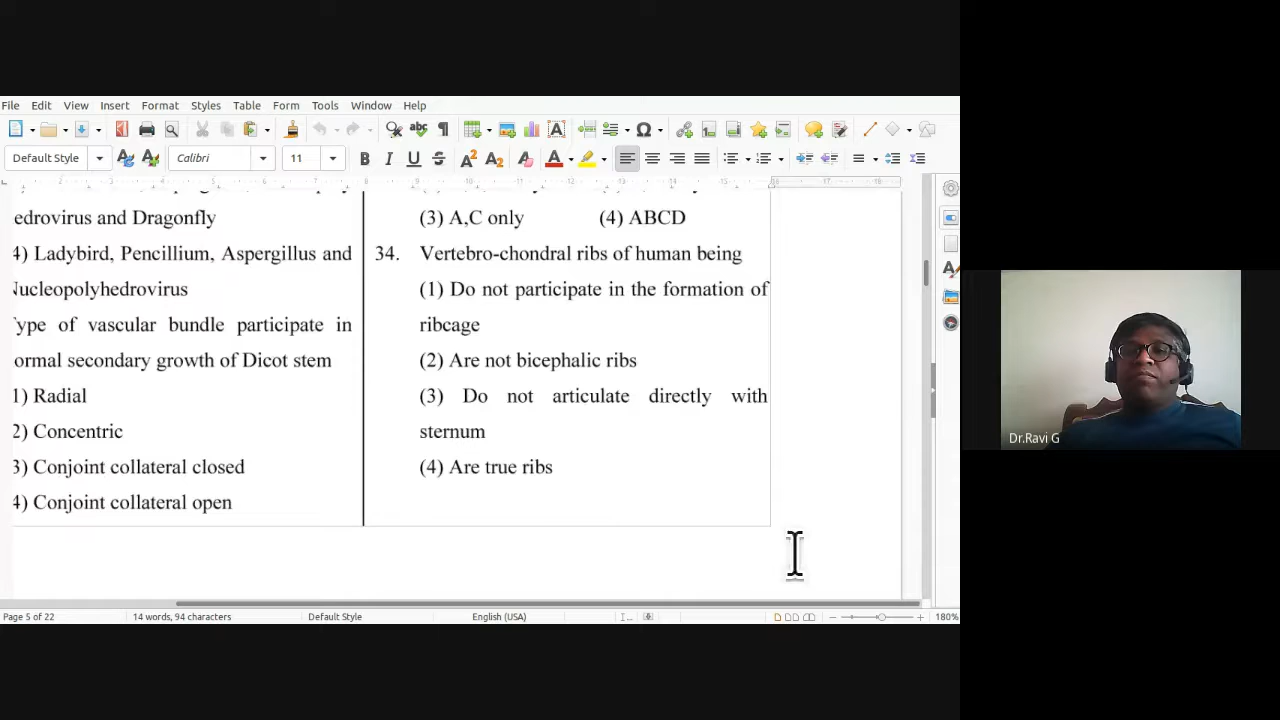 File Edit View Insert Format Styles Table Form Tools Window Help
Default Style Calibri 11
edrovirus and Dragonfly
4) Ladybird, Pencillium, Aspergillus and
Nucleopolyhedrovirus
Type of vascular bundle participate in
ormal secondary growth of Dicot stem
1) Radial
2) Concentric
3) Conjoint collateral closed
4) Conjoint collateral open
(3) A,C only (4) ABCD
34. Vertebro-chondral ribs of human being
(1) Do not participate in the formation of
ribcage
(2) Are not bicephalic ribs
(3) Do not articulate directly with
sternum
(4) Are true ribs
Page 5 of 22 14 words, 94 characters Default Style English (USA) 180%
Dr.Ravi G